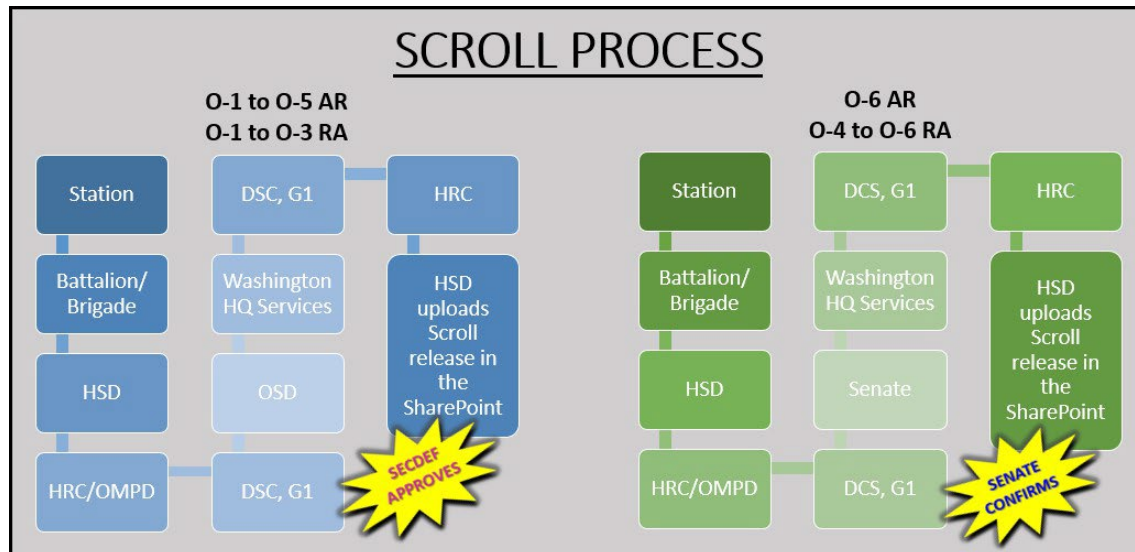 SCROLL PROCESS
O-1 to O-5 AR
O-1 to O-3 RA
Station
Battalion/
Brigade
HSD
HRC/OMPD
DSC, G1
Washington
HQ Services
OSD
DSC, G1
HRC
HSD
uploads
Scroll
release in
the
SharePoint
SECDEF
APPROVES
O-6 AR
O-4 to O-6 RA
Station
Battalion/
Brigade
HSD
HRC/OMPD
DCS, G1
Washington
HQ Services
Senate
DCS, G1
HRC
HSD
uploads
Scroll
release in
the
SharePoint
SENATE
CONFIRMS